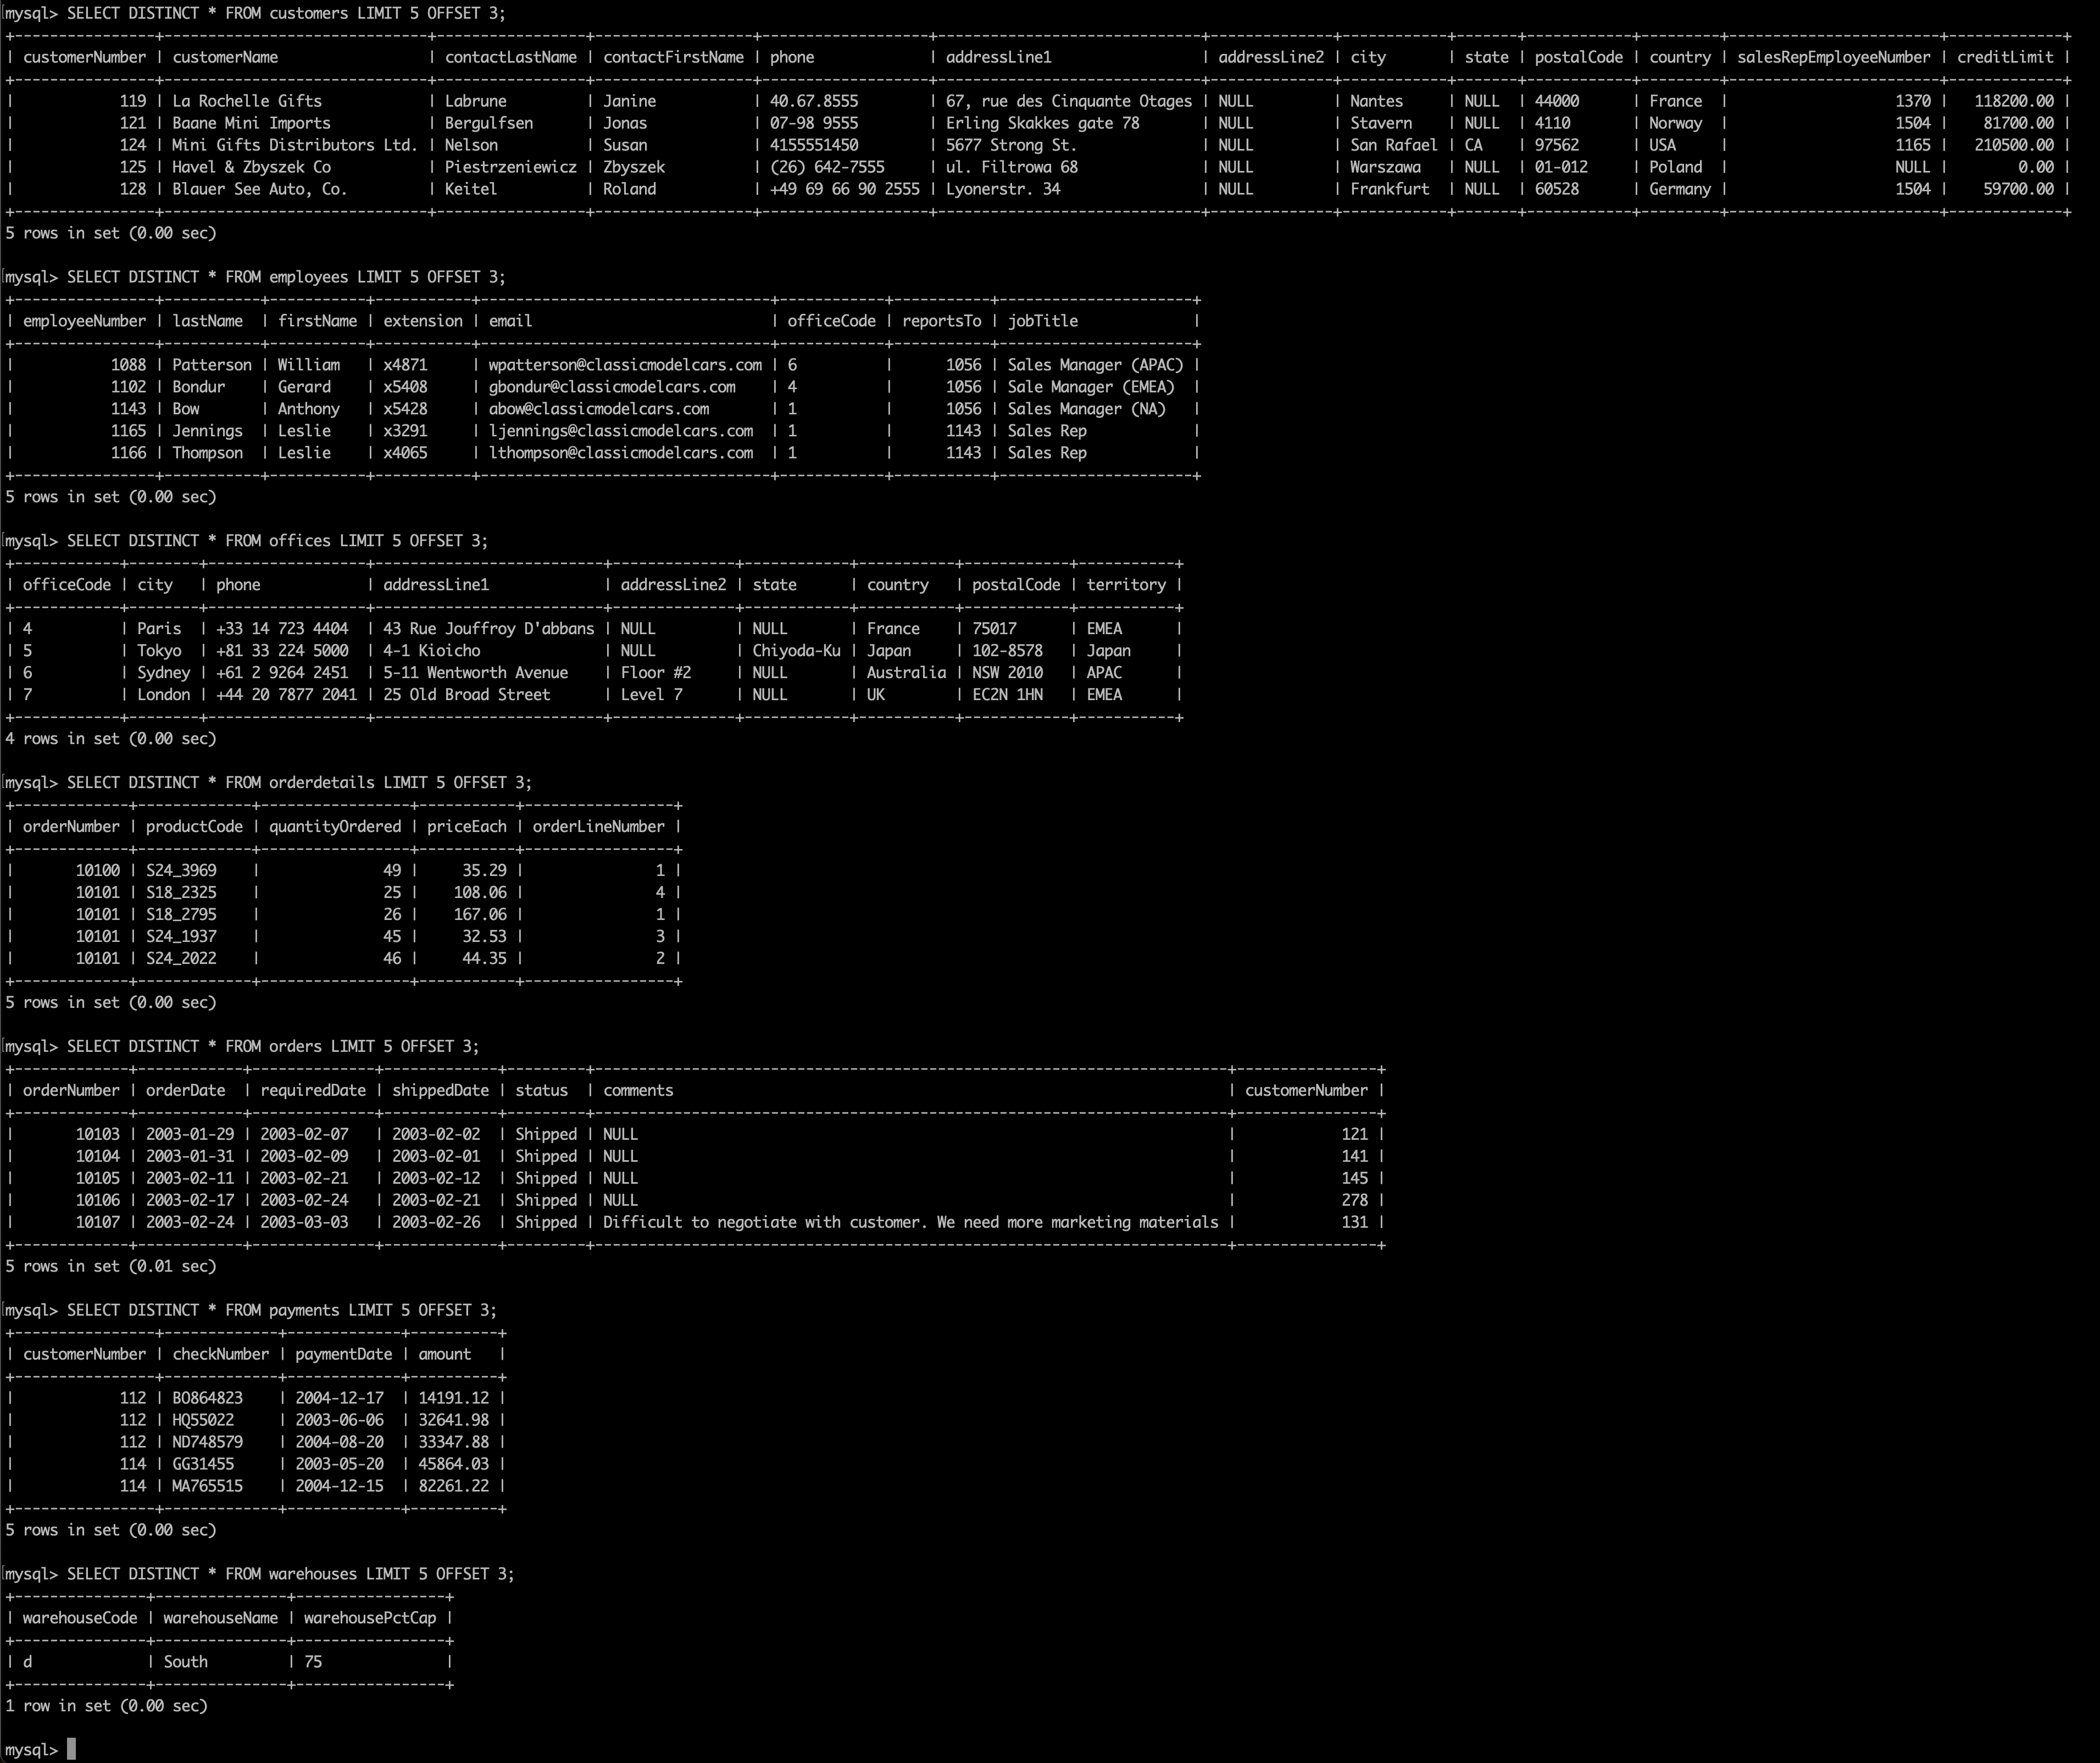 mysql> SELECT DISTINCT * FROM customers LIMIT 5 OFFSET 3;
+----------------+------------------------------+-----------------+------------------+-------------------+------------------------------+--------------+------------+-------+------------+---------+------------------------+-------------+
| customerNumber | customerName                 | contactLastName | contactFirstName | phone             | addressLine1                 | addressLine2 | city       | state | postalCode | country | salesRepEmployeeNumber | creditLimit |
+----------------+------------------------------+-----------------+------------------+-------------------+------------------------------+--------------+------------+-------+------------+---------+------------------------+-------------+
|            119 | La Rochelle Gifts            | Labrune         | Janine           | 40.67.8555        | 67, rue des Cinquante Otages | NULL         | Nantes     | NULL  | 44000      | France  |                   1370 |   118200.00 |
|            121 | Baane Mini Imports           | Bergulfsen      | Jonas            | 07-98 9555        | Erling Skakkes gate 78       | NULL         | Stavern    | NULL  | 4110       | Norway  |                   1504 |    81700.00 |
|            124 | Mini Gifts Distributors Ltd. | Nelson          | Susan            | 4155551450        | 5677 Strong St.              | NULL         | San Rafael | CA    | 97562      | USA     |                   1165 |   210500.00 |
|            125 | Havel & Zbyszek Co           | Piestrzeniewicz | Zbyszek          | (26) 642-7555     | ul. Filtrowa 68              | NULL         | Warszawa   | NULL  | 01-012     | Poland  |                   NULL |        0.00 |
|            128 | Blauer See Auto, Co.         | Keitel          | Roland           | +49 69 66 90 2555 | Lyonerstr. 34                | NULL         | Frankfurt  | NULL  | 60528      | Germany |                   1504 |    59700.00 |
+----------------+------------------------------+-----------------+------------------+-------------------+------------------------------+--------------+------------+-------+------------+---------+------------------------+-------------+
5 rows in set (0.00 sec)

mysql> SELECT DISTINCT * FROM employees LIMIT 5 OFFSET 3;
+----------------+-----------+-----------+-----------+--------------------------------+------------+-----------+----------------------+
| employeeNumber | lastName  | firstName | extension | email                          | officeCode | reportsTo | jobTitle             |
+----------------+-----------+-----------+-----------+--------------------------------+------------+-----------+----------------------+
|           1088 | Patterson | William   | x4871     | wpatterson@classicmodelcars.com | 6          |      1056 | Sales Manager (APAC) |
|           1102 | Bondur    | Gerard    | x5408     | gbondur@classicmodelcars.com   | 4          |      1056 | Sale Manager (EMEA)  |
|           1143 | Bow       | Anthony   | x5428     | abow@classicmodelcars.com      | 1          |      1056 | Sales Manager (NA)   |
|           1165 | Jennings  | Leslie    | x3291     | ljennings@classicmodelcars.com | 1          |      1143 | Sales Rep            |
|           1166 | Thompson  | Leslie    | x4065     | lthompson@classicmodelcars.com | 1          |      1143 | Sales Rep            |
+----------------+-----------+-----------+-----------+--------------------------------+------------+-----------+----------------------+
5 rows in set (0.00 sec)

mysql> SELECT DISTINCT * FROM offices LIMIT 5 OFFSET 3;
+------------+--------+------------------+--------------------------+--------------+------------+-----------+------------+-----------+
| officeCode | city   | phone            | addressLine1             | addressLine2 | state      | country   | postalCode | territory |
+------------+--------+------------------+--------------------------+--------------+------------+-----------+------------+-----------+
| 4          | Paris  | +33 14 723 4404  | 43 Rue Jouffroy D'abbans | NULL         | NULL       | France    | 75017      | EMEA      |
| 5          | Tokyo  | +81 33 224 5000  | 4-1 Kioicho              | NULL         | Chiyoda-Ku | Japan     | 102-8578   | Japan     |
| 6          | Sydney | +61 2 9264 2451  | 5-11 Wentworth Avenue    | Floor #2     | NULL       | Australia | NSW 2010   | APAC      |
| 7          | London | +44 20 7877 2041 | 25 Old Broad Street      | Level 7      | NULL       | UK        | EC2N 1HN   | EMEA      |
+------------+--------+------------------+--------------------------+--------------+------------+-----------+------------+-----------+
4 rows in set (0.00 sec)

mysql> SELECT DISTINCT * FROM orderdetails LIMIT 5 OFFSET 3;
+-------------+-------------+-----------------+-----------+-----------------+
| orderNumber | productCode | quantityOrdered | priceEach | orderLineNumber |
+-------------+-------------+-----------------+-----------+-----------------+
|       10100 | S24_3969    |              49 |     35.29 |               1 |
|       10101 | S18_2325    |              25 |    108.06 |               4 |
|       10101 | S18_2795    |              26 |    167.06 |               1 |
|       10101 | S24_1937    |              45 |     32.53 |               3 |
|       10101 | S24_2022    |              46 |     44.35 |               2 |
+-------------+-------------+-----------------+-----------+-----------------+
5 rows in set (0.00 sec)

mysql> SELECT DISTINCT * FROM orders LIMIT 5 OFFSET 3;
+-------------+------------+--------------+-------------+---------+------------------------------------------------------------------------+----------------+
| orderNumber | orderDate  | requiredDate | shippedDate | status  | comments                                                               | customerNumber |
+-------------+------------+--------------+-------------+---------+------------------------------------------------------------------------+----------------+
|       10103 | 2003-01-29 | 2003-02-07   | 2003-02-02  | Shipped | NULL                                                                   |            121 |
|       10104 | 2003-01-31 | 2003-02-09   | 2003-02-01  | Shipped | NULL                                                                   |            141 |
|       10105 | 2003-02-11 | 2003-02-21   | 2003-02-12  | Shipped | NULL                                                                   |            145 |
|       10106 | 2003-02-17 | 2003-02-24   | 2003-02-21  | Shipped | NULL                                                                   |            278 |
|       10107 | 2003-02-24 | 2003-03-03   | 2003-02-26  | Shipped | Difficult to negotiate with customer. We need more marketing materials |            131 |
+-------------+------------+--------------+-------------+---------+------------------------------------------------------------------------+----------------+
5 rows in set (0.01 sec)

mysql> SELECT DISTINCT * FROM payments LIMIT 5 OFFSET 3;
+----------------+-------------+-------------+----------+
| customerNumber | checkNumber | paymentDate | amount   |
+----------------+-------------+-------------+----------+
|            112 | BO864823    | 2004-12-17  | 14191.12 |
|            112 | HQ55022     | 2003-06-06  | 32641.98 |
|            112 | ND748579    | 2004-08-20  | 33347.88 |
|            114 | GG31455     | 2003-05-20  | 45864.03 |
|            114 | MA765515    | 2004-12-15  | 82261.22 |
+----------------+-------------+-------------+----------+
5 rows in set (0.00 sec)

mysql> SELECT DISTINCT * FROM warehouses LIMIT 5 OFFSET 3;
+---------------+---------------+-----------------+
| warehouseCode | warehouseName | warehousePctCap |
+---------------+---------------+-----------------+
| d             | South         | 75              |
+---------------+---------------+-----------------+
1 row in set (0.00 sec)

mysql>